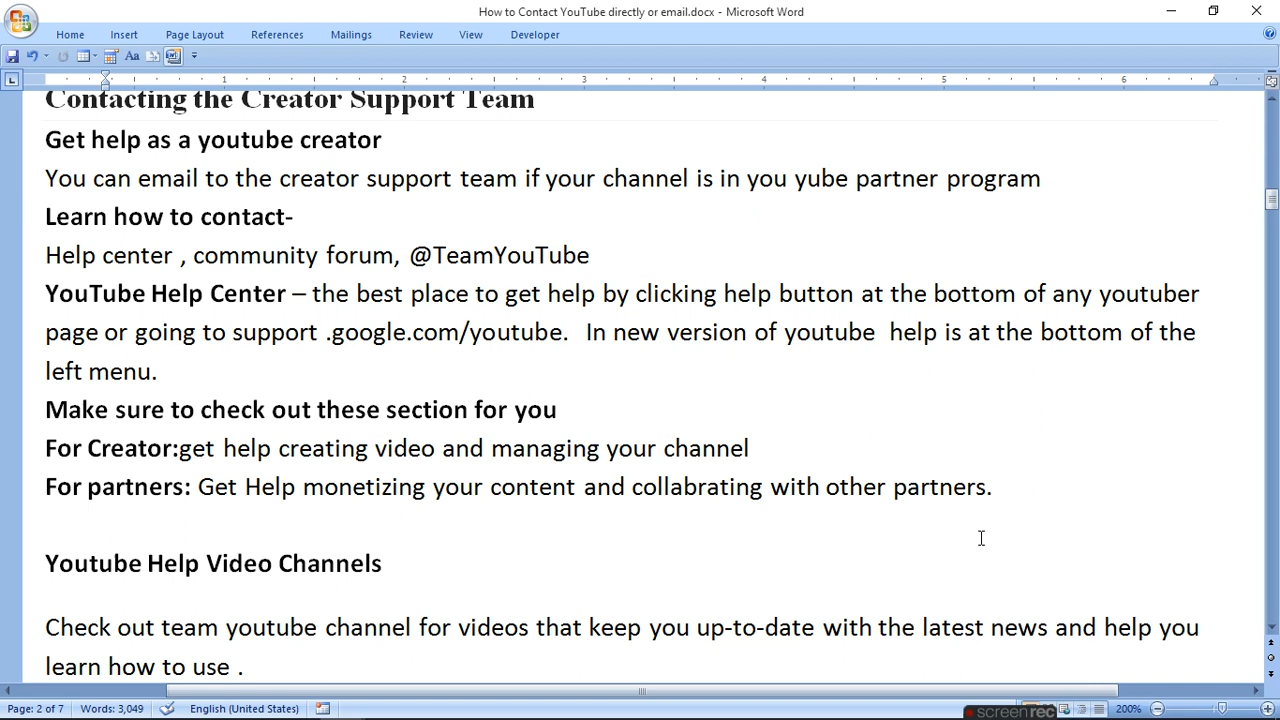 How to Contact YouTube directly or email.docx - Microsoft Word
Home Insert Page Layout References Mailings Review View Developer
Aa
1 2 3 4 5 6
Contacting the Creator Support Team
Get help as a youtube creator
You can email to the creator support team if your channel is in you yube partner program
Learn how to contact-
Help center , community forum, @TeamYouTube
YouTube Help Center – the best place to get help by clicking help button at the bottom of any youtuber
page or going to support .google.com/youtube. In new version of youtube help is at the bottom of the
left menu.
Make sure to check out these section for you
For Creator:get help creating video and managing your channel
For partners: Get Help monetizing your content and collabrating with other partners.
Youtube Help Video Channels
Check out team youtube channel for videos that keep you up-to-date with the latest news and help you
learn how to use .
Page: 2 of 7 Words: 3,049 English (United States) screenrec 200%